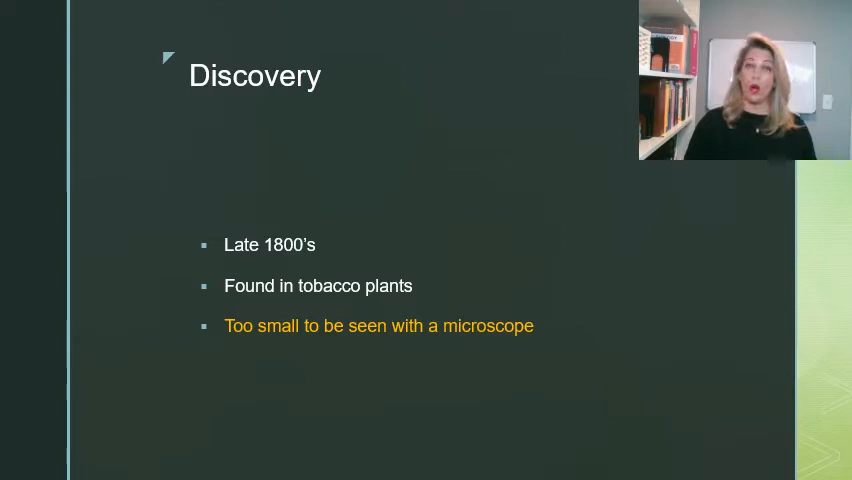 Discovery
Late 1800's
Found in tobacco plants
Too small to be seen with a microscope